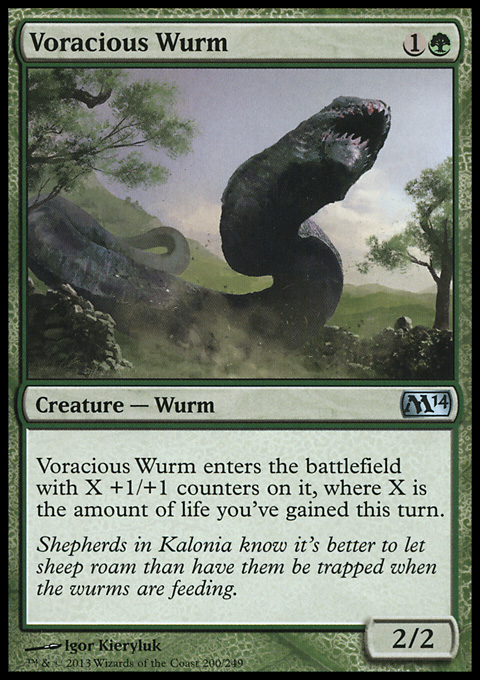 Voracious Wurm 1
Creature — Wurm M14
Voracious Wurm enters the battlefield
with X +1/+1 counters on it, where X is
the amount of life you've gained this turn.
Shepherds in Kalonia know it's better to let
sheep roam than have them be trapped when
the wurms are feeding.
2/2
Igor Kieryluk
™ & © 2013 Wizards of the Coast 200/249